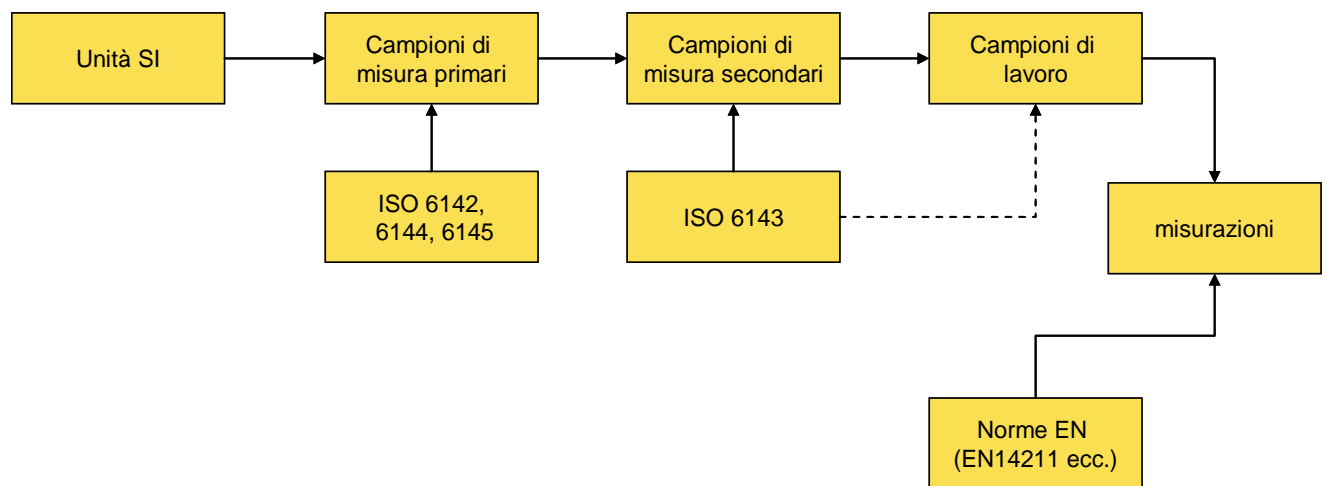 Unità SI
Campioni di
misura primari
Campioni di
misura secondari
Campioni di
lavoro
ISO 6142,
6144, 6145
ISO 6143
misurazioni
Norme EN
(EN14211 ecc.)